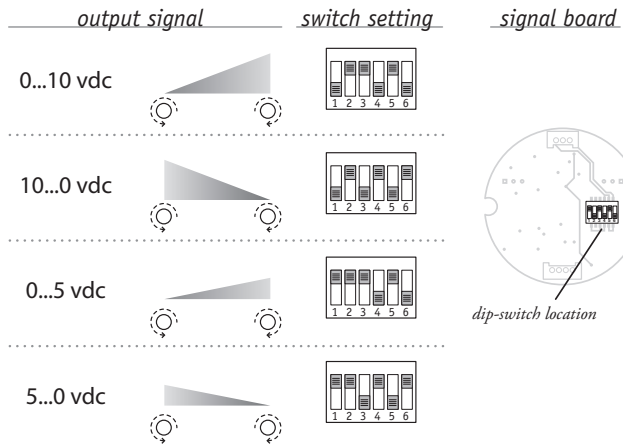 output signal switch setting signal board
0...10 vdc
1 2 3 4 5 6
10...0 vdc
1 2 3 4 5 6
0...5 vdc
1 2 3 4 5 6
dip-switch location
5...0 vdc
1 2 3 4 5 6